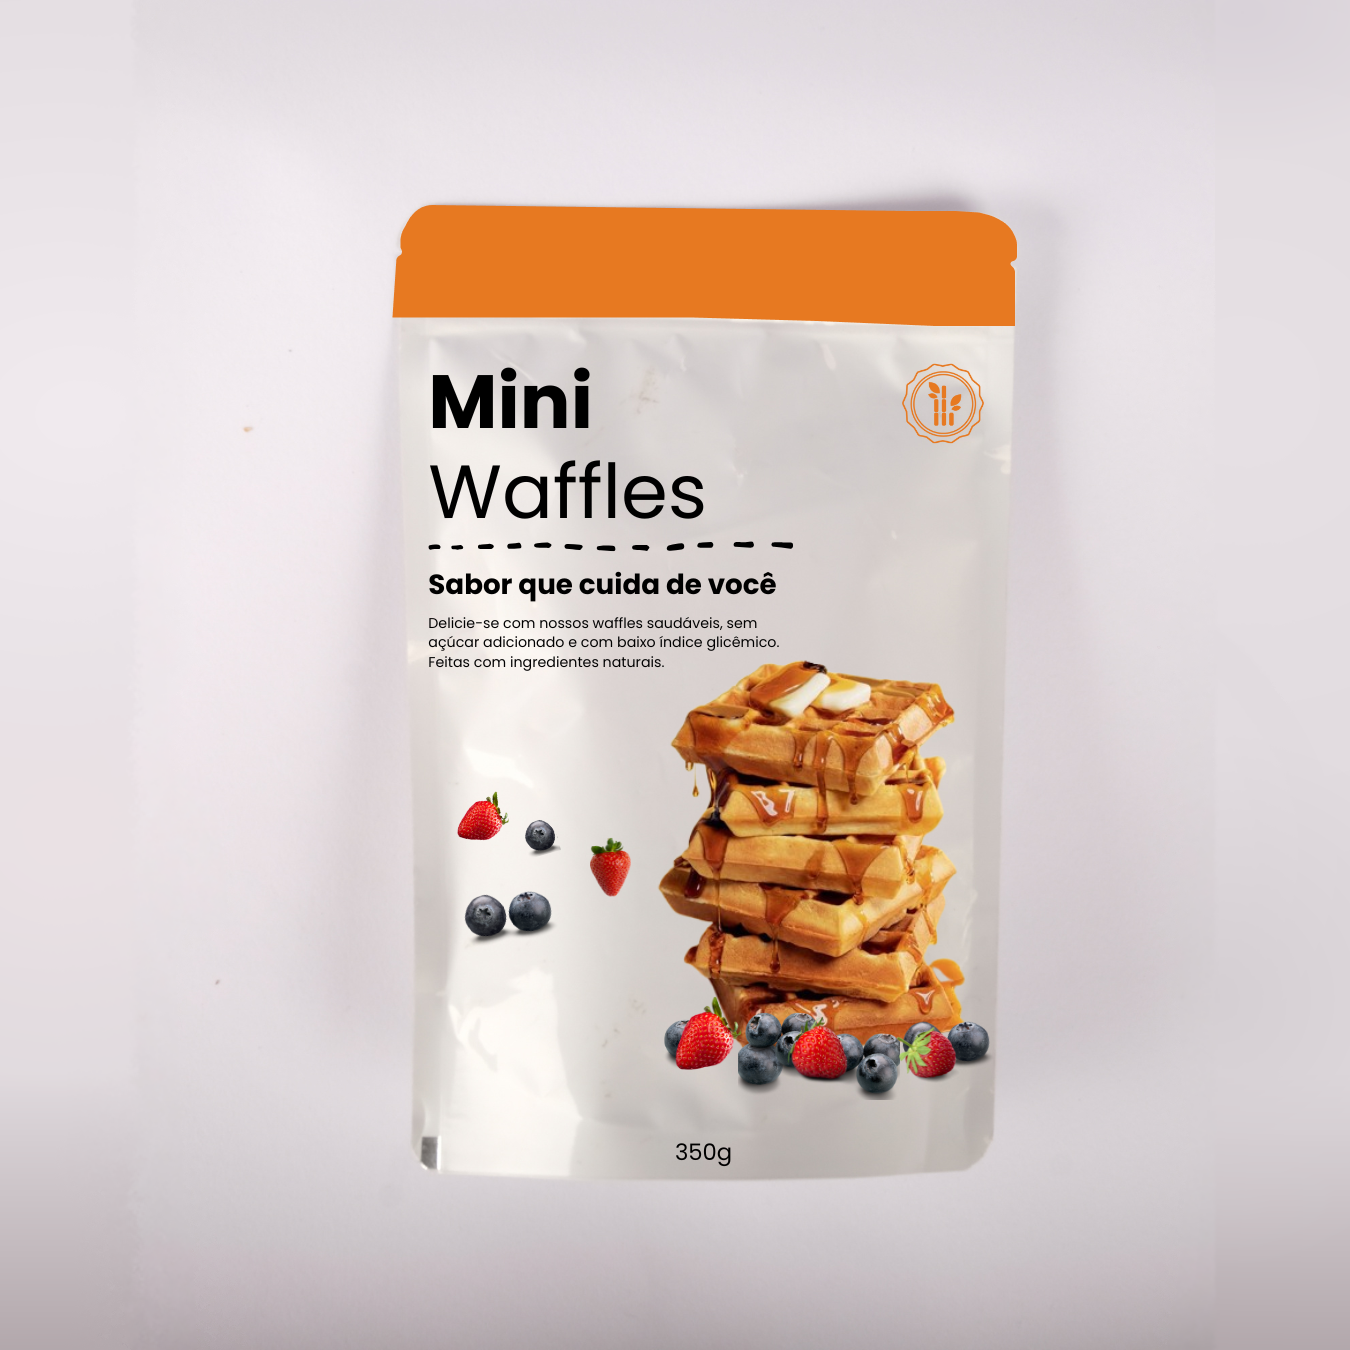 Mini
Waffles
Sabor que cuida de você
Delicie-se com nossos waffles saudáveis, sem
açúcar adicionado e com baixo índice glicêmico.
Feitas com ingredientes naturais.
350g